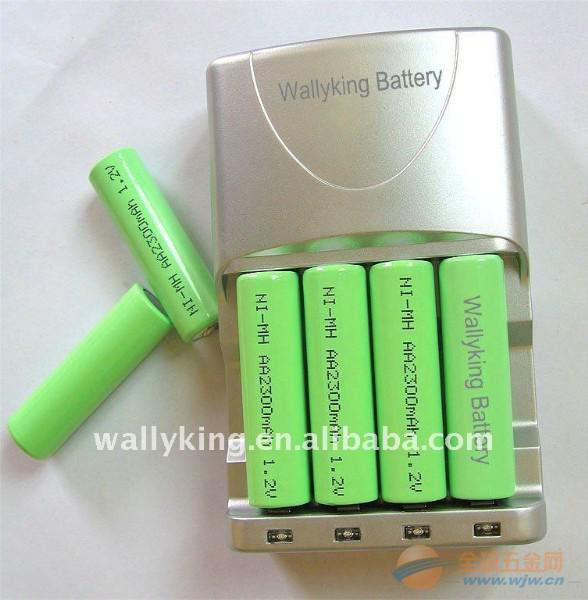 Wallyking Battery
NI-MH AA2300mAh 1.2V
NI-MH AA2300mAh 1.2V
NI-MH AA2300mAh 1.2V
NI-MH AA2300mAh 1.2V
Wallyking Battery
wallyking.en.alibaba.com
全球五金网
www.wjw.cn